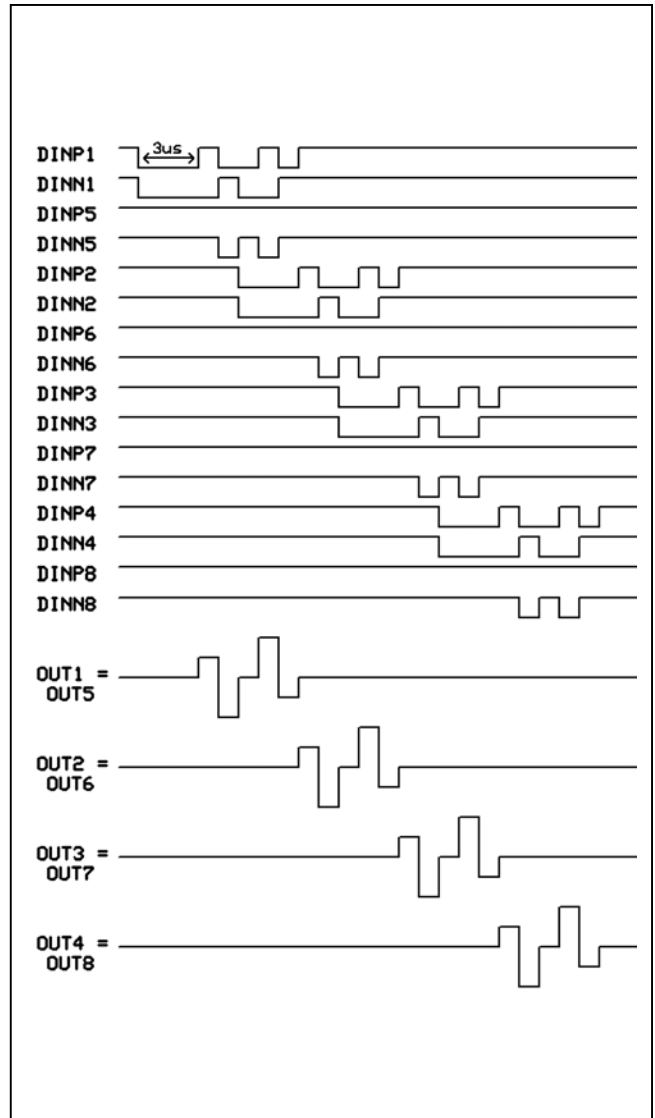 DINP1
3us
DINN1
DINP5
DINN5
DINP2
DINN2
DINP6
DINN6
DINP3
DINN3
DINP7
DINN7
DINP4
DINN4
DINP8
DINN8
OUT1 =
OUT5
OUT2 =
OUT6
OUT3 =
OUT7
OUT4 =
OUT8